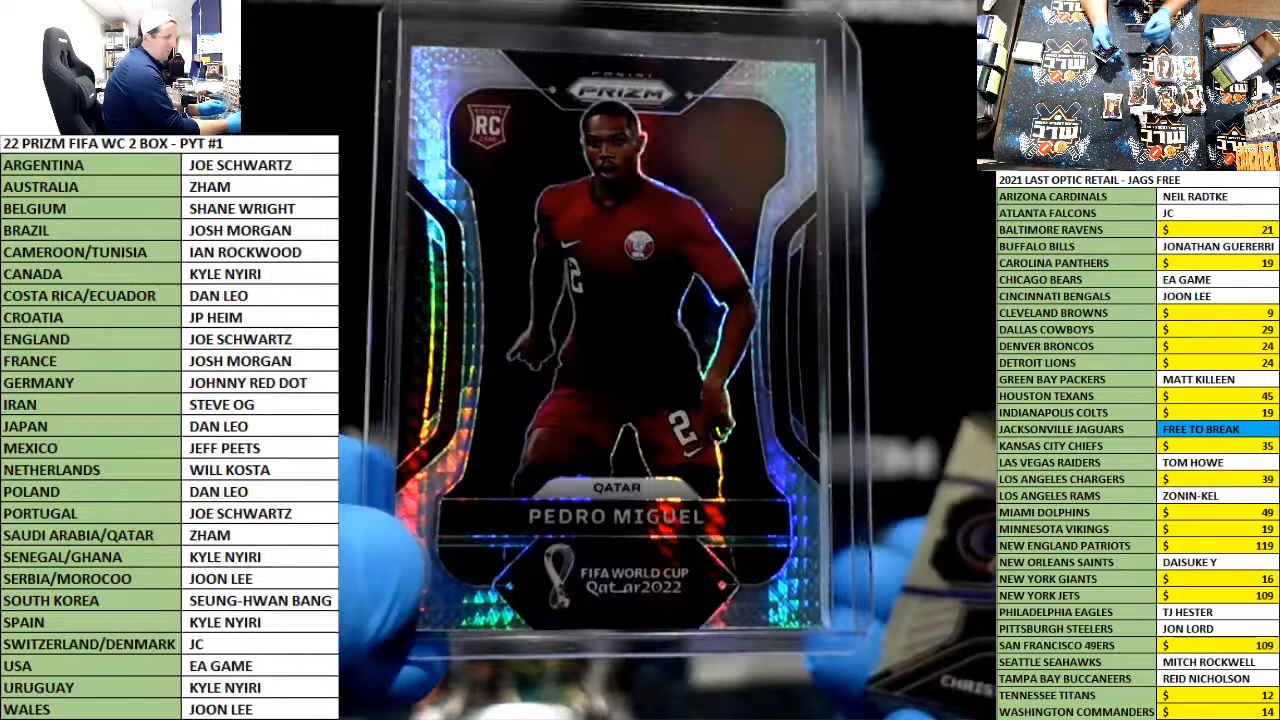 22 PRIZM FIFA WC 2 BOX - PYT #1
ARGENTINA JOE SCHWARTZ
AUSTRALIA ZHAM
BELGIUM SHANE WRIGHT
BRAZIL JOSH MORGAN
CAMEROON/TUNISIA IAN ROCKWOOD
CANADA KYLE NYIRI
COSTA RICA/ECUADOR DAN LEO
CROATIA JP HEIM
ENGLAND JOE SCHWARTZ
FRANCE JOSH MORGAN
GERMANY JOHNNY RED DOT
IRAN STEVE OG
JAPAN DAN LEO
MEXICO JEFF PEETS
NETHERLANDS WILL KOSTA
POLAND DAN LEO
PORTUGAL JOE SCHWARTZ
SAUDI ARABIA/QATAR ZHAM
SENEGAL/GHANA KYLE NYIRI
SERBIA/MOROCOO JOON LEE
SOUTH KOREA SEUNG-HWAN BANG
SPAIN KYLE NYIRI
SWITZERLAND/DENMARK JC
USA EA GAME
URUGUAY KYLE NYIRI
WALES JOON LEE
PANINI
PRIZM
RC
2
2
QATAR
PEDRO MIGUEL
FIFA WORLD CUP
Qatar2022
CHRIS
2021 LAST OPTIC RETAIL - JAGS FREE
ARIZONA CARDINALS NEIL RADTKE
ATLANTA FALCONS JC
BALTIMORE RAVENS $ 21
BUFFALO BILLS JONATHAN GUERERRI
CAROLINA PANTHERS $ 19
CHICAGO BEARS EA GAME
CINCINNATI BENGALS JOON LEE
CLEVELAND BROWNS $ 9
DALLAS COWBOYS $ 29
DENVER BRONCOS $ 24
DETROIT LIONS $ 24
GREEN BAY PACKERS MATT KILLEEN
HOUSTON TEXANS $ 45
INDIANAPOLIS COLTS $ 19
JACKSONVILLE JAGUARS FREE TO BREAK
KANSAS CITY CHIEFS $ 35
LAS VEGAS RAIDERS TOM HOWE
LOS ANGELES CHARGERS $ 39
LOS ANGELES RAMS ZONIN-KEL
MIAMI DOLPHINS $ 49
MINNESOTA VIKINGS $ 19
NEW ENGLAND PATRIOTS $ 119
NEW ORLEANS SAINTS DAISUKE Y
NEW YORK GIANTS $ 16
NEW YORK JETS $ 109
PHILADELPHIA EAGLES TJ HESTER
PITTSBURGH STEELERS JON LORD
SAN FRANCISCO 49ERS $ 109
SEATTLE SEAHAWKS MITCH ROCKWELL
TAMPA BAY BUCCANEERS REID NICHOLSON
TENNESSEE TITANS $ 12
WASHINGTON COMMANDERS $ 14